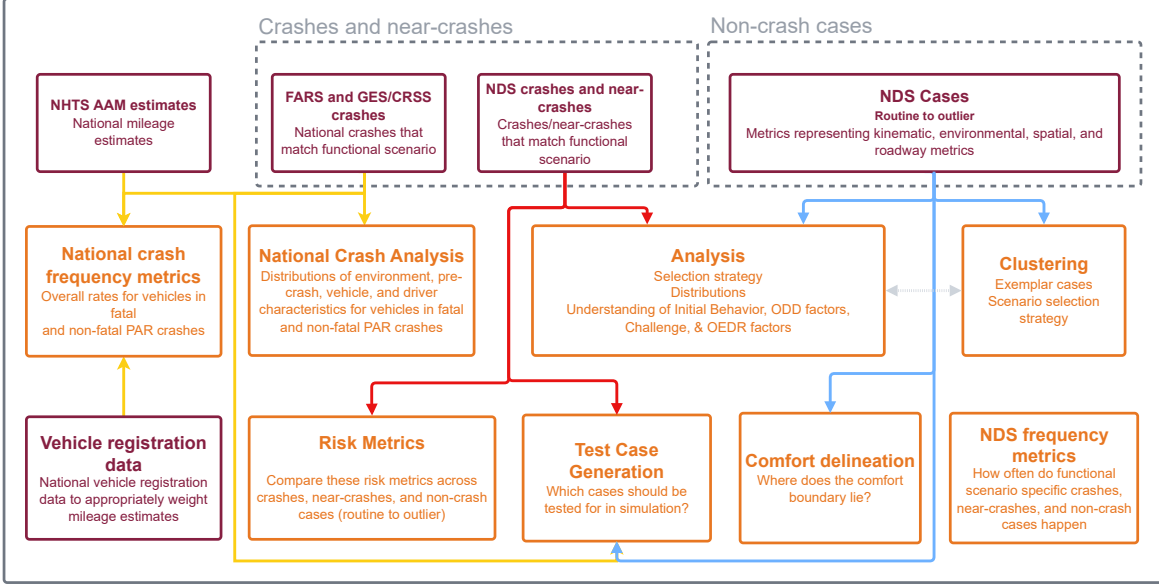 Crashes and near-crashes
Non-crash cases
NHTS AAM estimates
National mileage
estimates
FARS and GES/CRSS
crashes
National crashes that
match functional scenario
NDS crashes and near-
crashes
Crashes/near-crashes
that match functional
scenario
NDS Cases
Routine to outlier
Metrics representing kinematic, environmental, spatial, and
roadway metrics
National crash
frequency metrics
Overall rates for vehicles in
fatal
and non-fatal PAR crashes
National Crash Analysis
Distributions of environment, pre-
crash, vehicle, and driver
characteristics for vehicles in fatal
and non-fatal PAR crashes
Analysis
Selection strategy
Distributions
Understanding of Initial Behavior, ODD factors,
Challenge, & OEDR factors
Clustering
Exemplar cases
Scenario selection
strategy
Vehicle registration
data
National vehicle registration
data to appropriately weight
mileage estimates
Risk Metrics
Compare these risk metrics across
crashes, near-crashes, and non-crash
cases (routine to outlier)
Test Case
Generation
Which cases should be
tested for in simulation?
Comfort delineation
Where does the comfort
boundary lie?
NDS frequency
metrics
How often do functional
scenario specific crashes,
near-crashes, and non-crash
cases happen